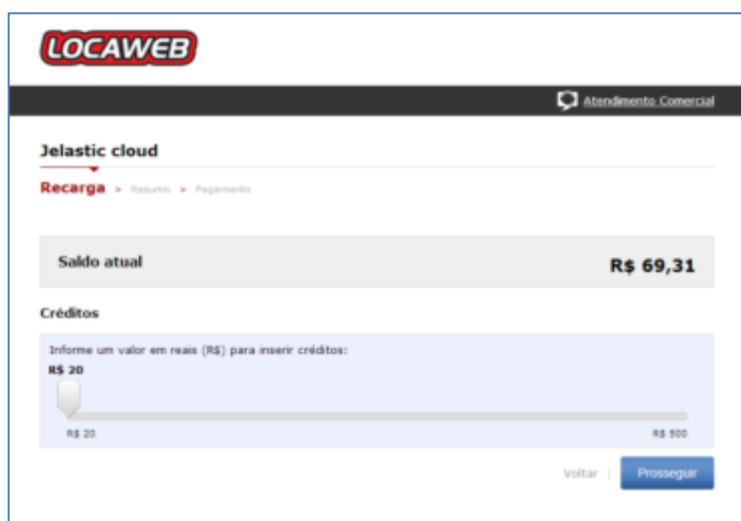 LOCAWEB
Atendimento Comercial
Jelastic cloud
Recarga > Resumo > Pagamento
Saldo atual R$ 69,31
Créditos
Informe um valor em reais (R$) para inserir créditos:
R$ 20
R$ 20 R$ 500
Voltar | Prosseguir